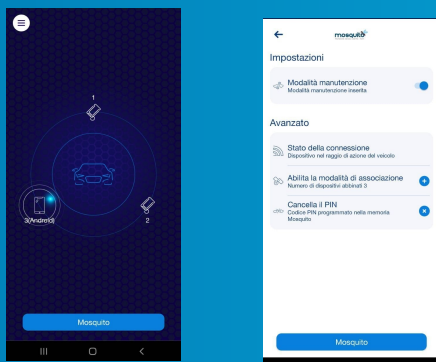 1
3(Android)
2
Mosquito
mosquito
Impostazioni
Modalità manutenzione
Modalità manutenzione inserita
Avanzato
Stato della connessione
Dispositivo nel raggio di azione del veicolo
Abilita la modalità di associazione
Numero di dispositivi abbinati 3
Cancella il PIN
Codice PIN programmato nella memoria
Mosquito
Mosquito